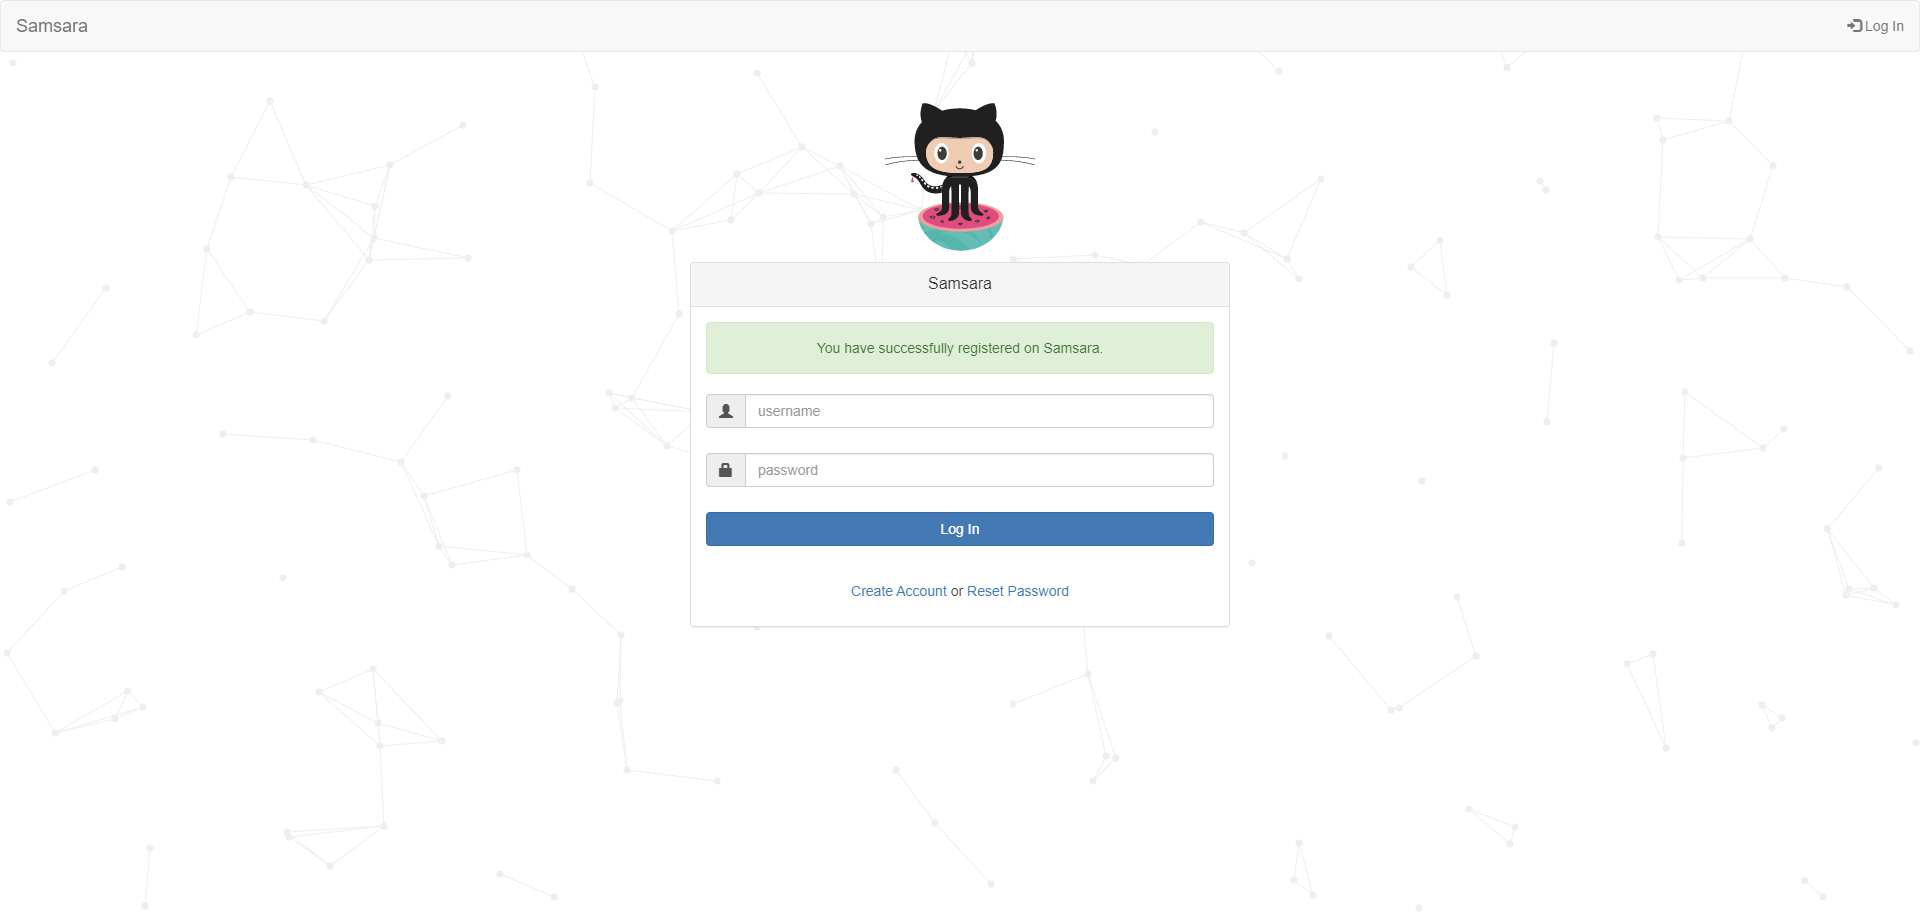 Samsara
Log In
Samsara
You have successfully registered on Samsara.
username
password
Log In
Create Account or Reset Password